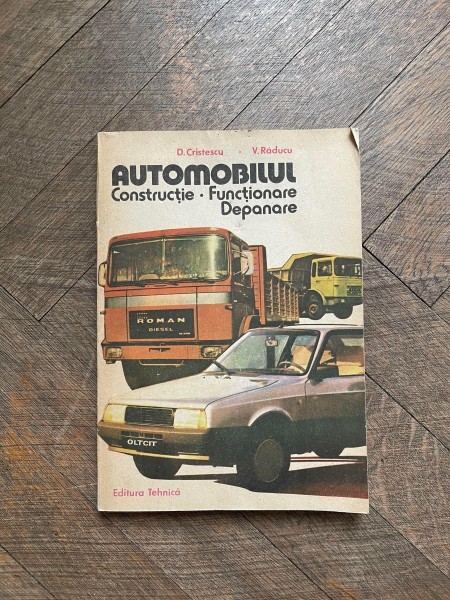 D. Cristescu • V. Răducu
AUTOMOBILUL
Construcție • Funcționare
Depanare
ROMAN
DIESEL
OLTCIT
Editura Tehnică